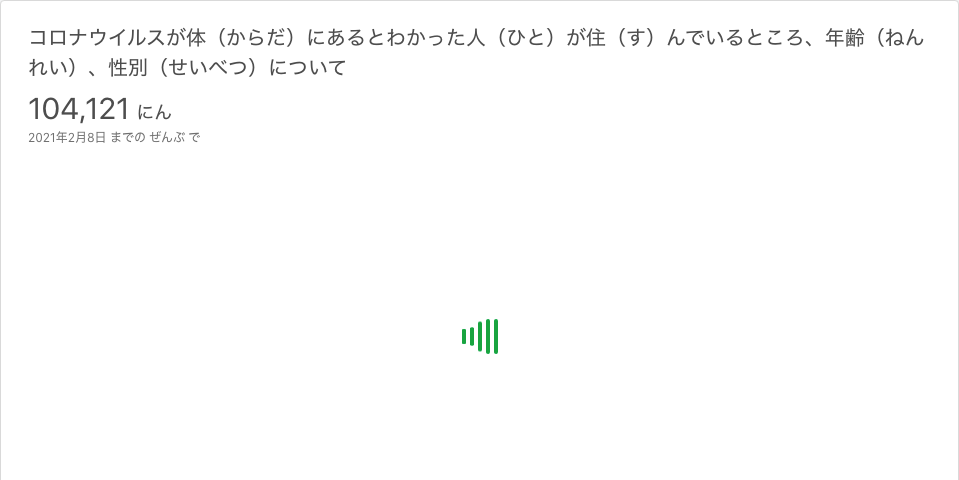 コロナウイルスが体（からだ）にあるとわかった人（ひと）が住（す）んでいるところ、年齢（ねん
れい）、性別（せいべつ）について
104,121 にん
2021年2月8日 までの ぜんぶ で